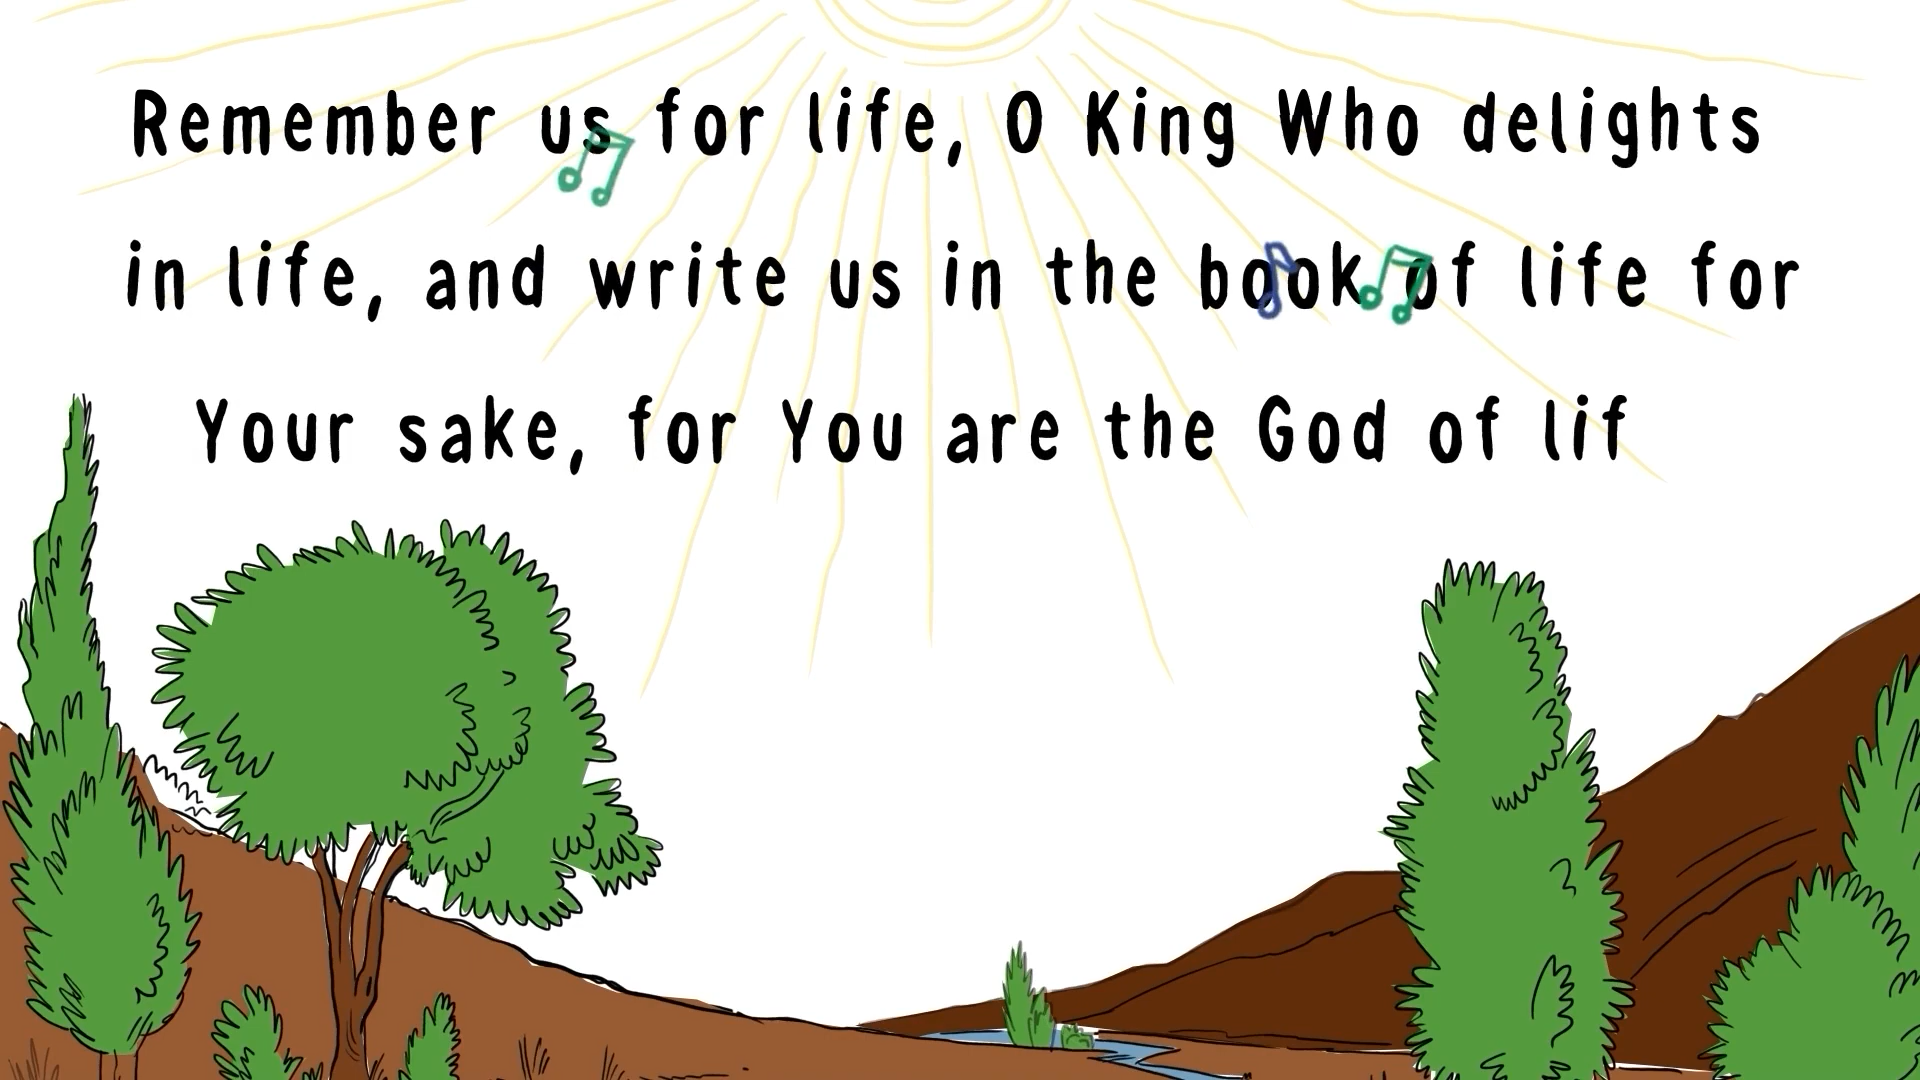 Remember us for life, O King Who delights
in life, and write us in the book of life for
Your sake, for You are the God of lif